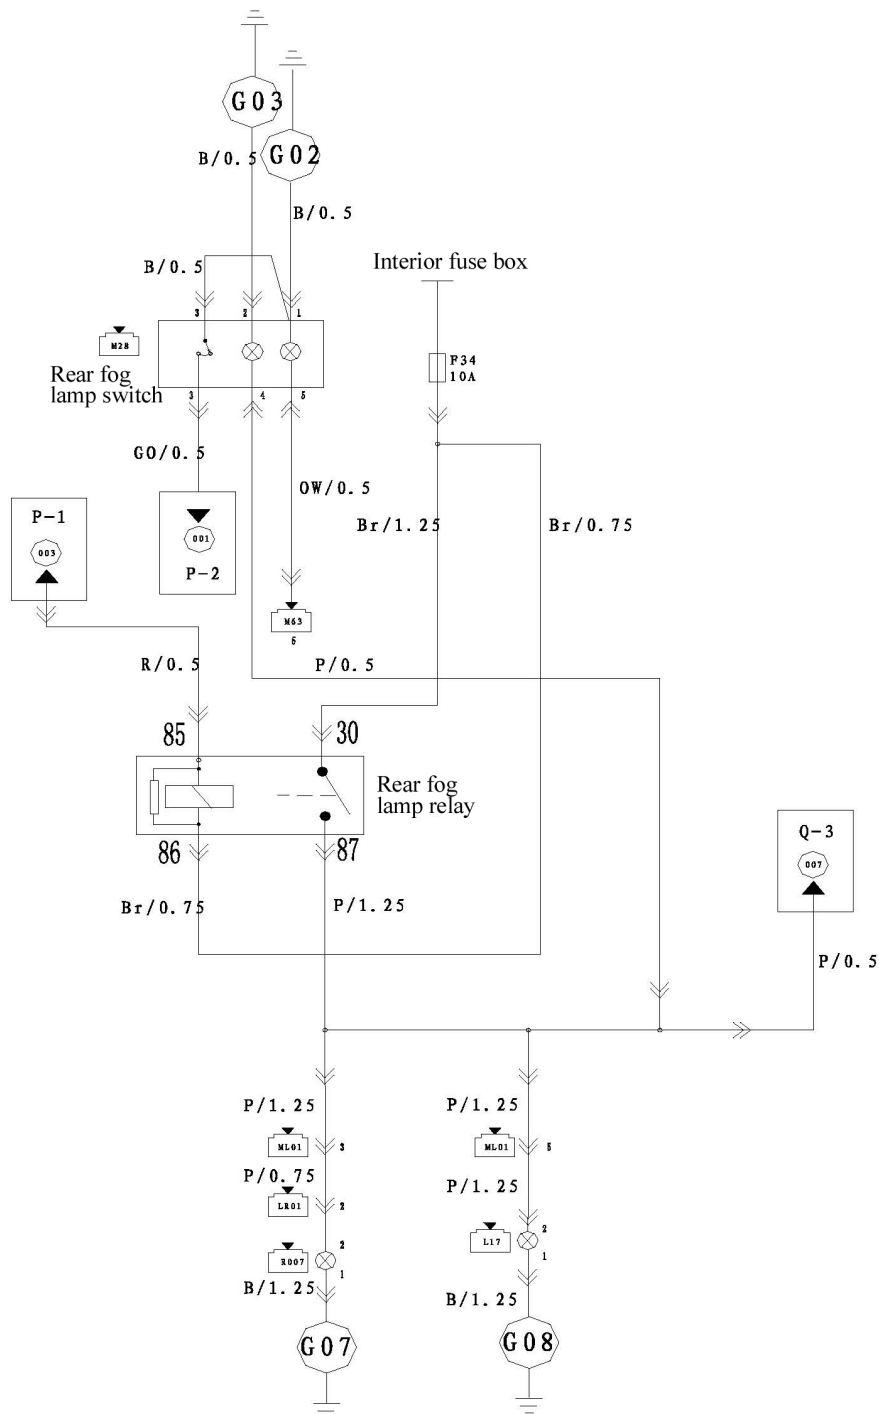 G03
G02
B/0.5
B/0.5
B/0.5
Interior fuse box
3
2
1
M28
F34
10A
Rear fog
lamp switch
3
4
5
GO/0.5
OW/0.5
Br/1.25
Br/0.75
P-1
003
001
P-2
M63
R/0.5
P/0.5
85
30
Rear fog
lamp relay
86
87
Br/0.75
P/1.25
Q-3
007
P/0.5
P/1.25
P/1.25
ML01
3
ML01
5
P/0.75
P/1.25
LR01
2
2
L17
1
2
R007
1
B/1.25
B/1.25
G07
G08